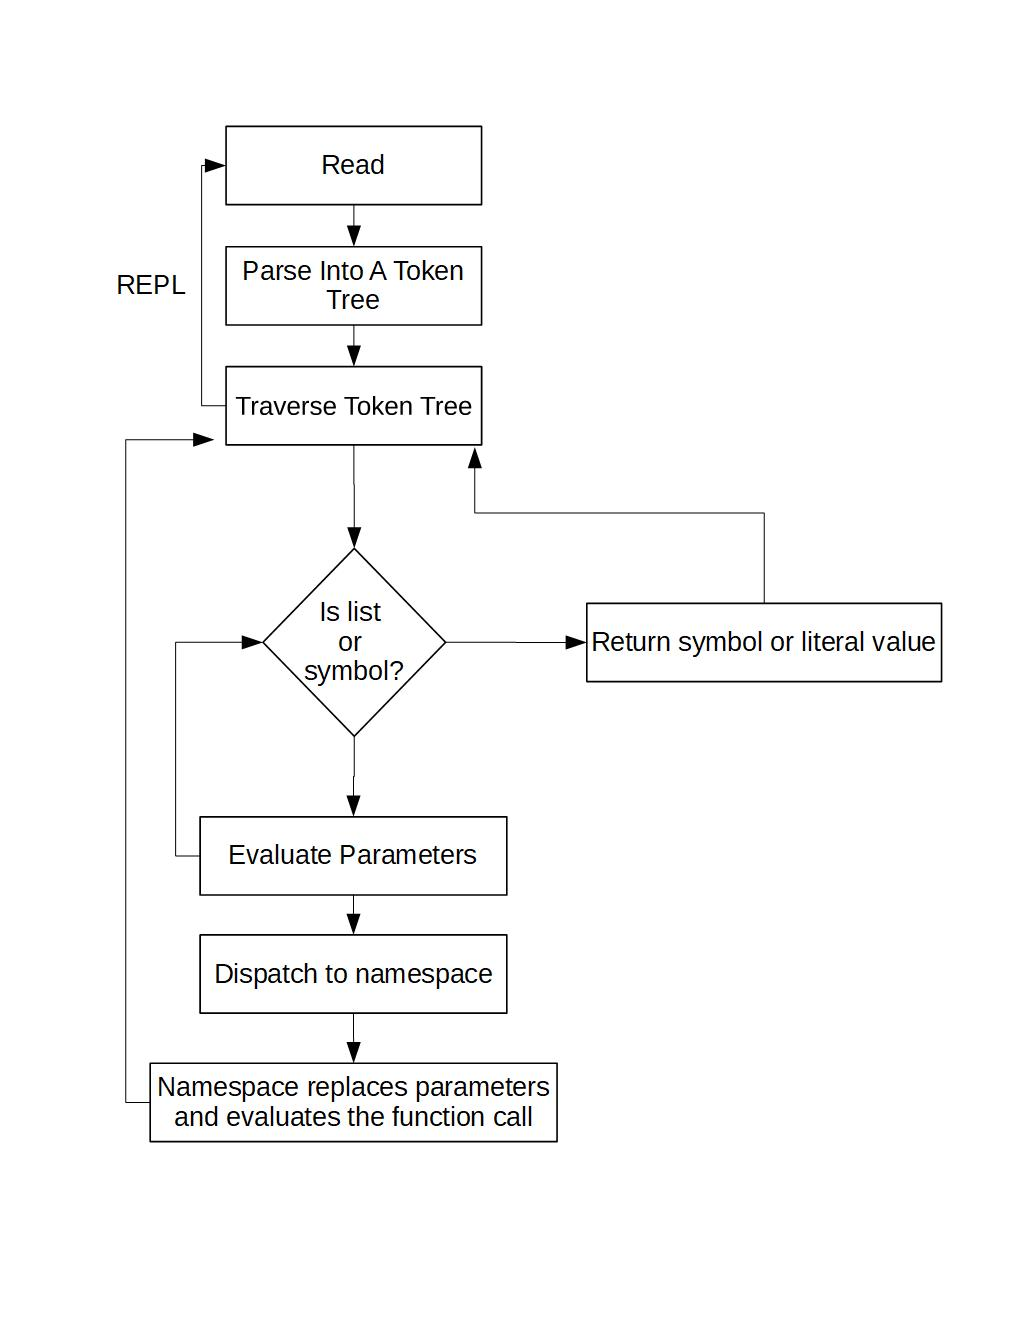 Read
Parse Into A Token
Tree
REPL
Traverse Token Tree
Is list
or
symbol?
Return symbol or literal value
Evaluate Parameters
Dispatch to namespace
Namespace replaces parameters
and evaluates the function call